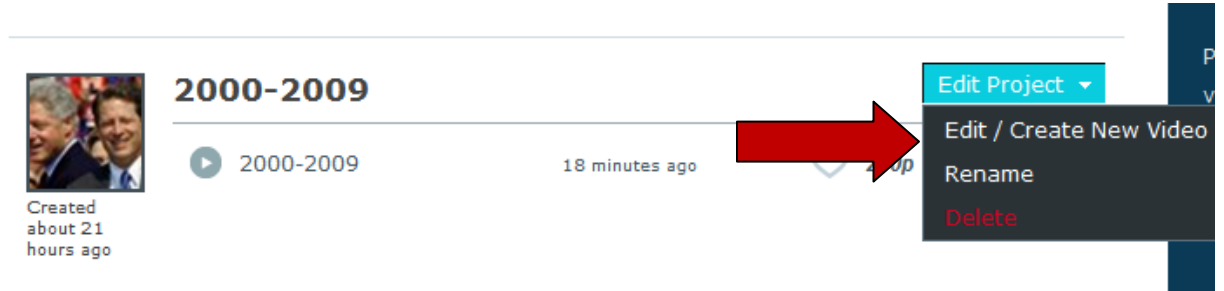 2000-2009
Edit Project
Edit / Create New Video
2000-2009
18 minutes ago
Rename
Delete
Created
about 21
hours ago